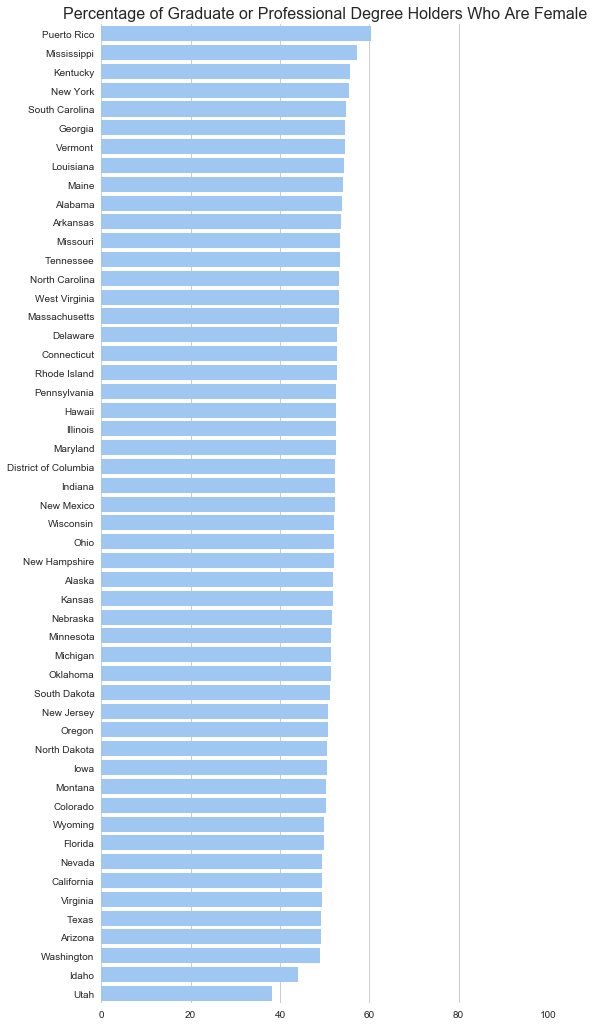 Percentage of Graduate or Professional Degree Holders Who Are Female
Puerto Rico
Mississippi
Kentucky
New York
South Carolina
Georgia
Vermont
Louisiana
Maine
Alabama
Arkansas
Missouri
Tennessee
North Carolina
West Virginia
Massachusetts
Delaware
Connecticut
Rhode Island
Pennsylvania
Hawaii
Illinois
Maryland
District of Columbia
Indiana
New Mexico
Wisconsin
Ohio
New Hampshire
Alaska
Kansas
Nebraska
Minnesota
Michigan
Oklahoma
South Dakota
New Jersey
Oregon
North Dakota
Iowa
Montana
Colorado
Wyoming
Florida
Nevada
California
Virginia
Texas
Arizona
Washington
Idaho
Utah
0 20 40 60 80 100